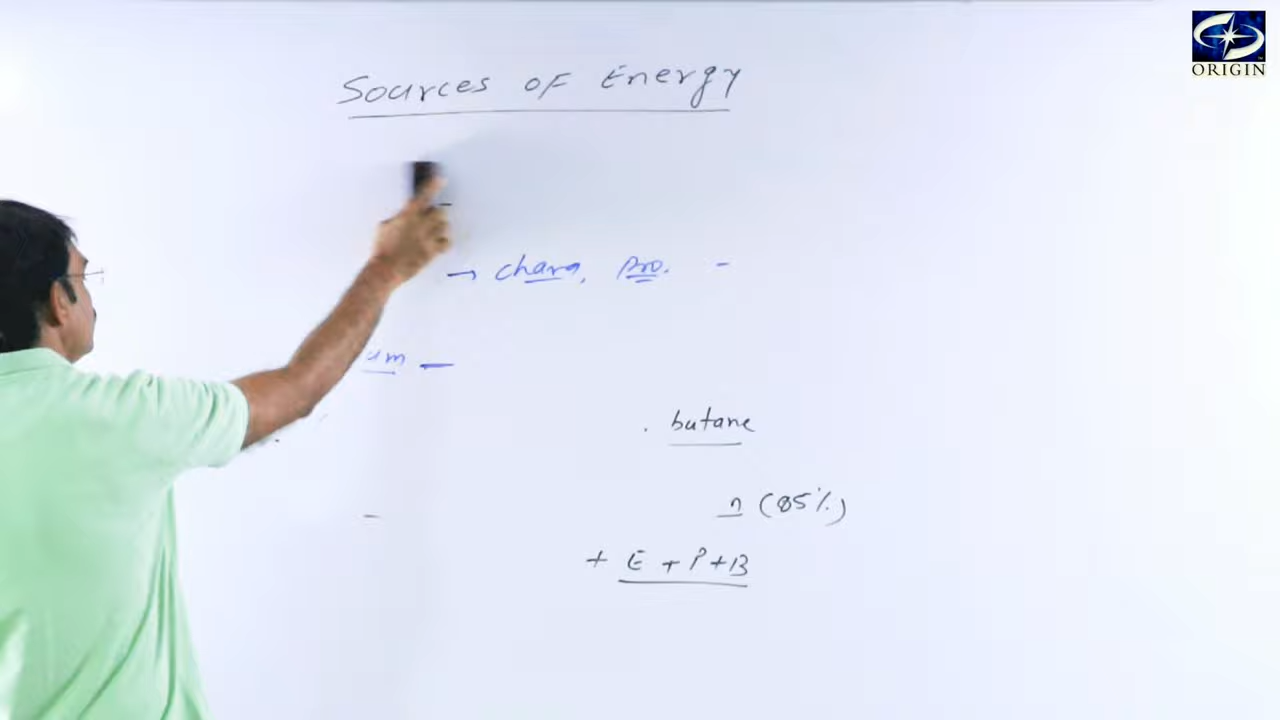 ORIGIN
Sources of Energy
→ chara, pro. -
um —
. butane
n (85%)
+ E + P + B